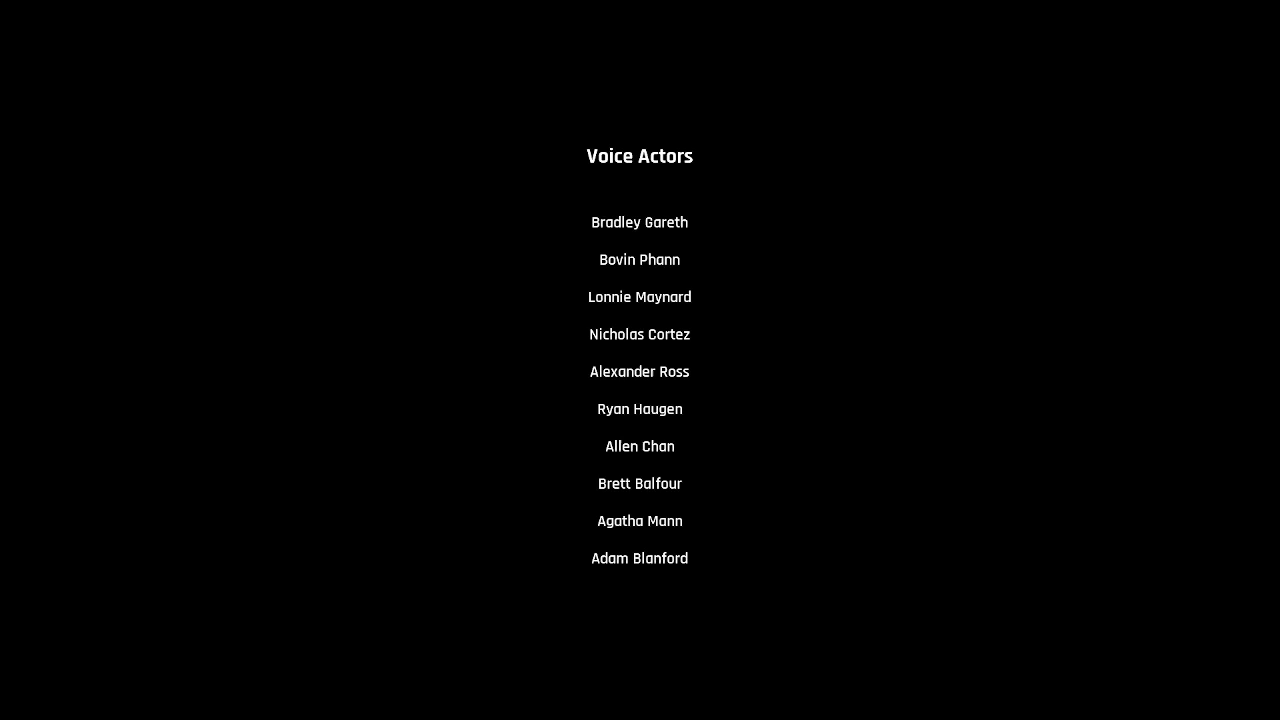 Voice Actors
Bradley Gareth
Bovin Phann
Lonnie Maynard
Nicholas Cortez
Alexander Ross
Ryan Haugen
Allen Chan
Brett Balfour
Agatha Mann
Adam Blanford